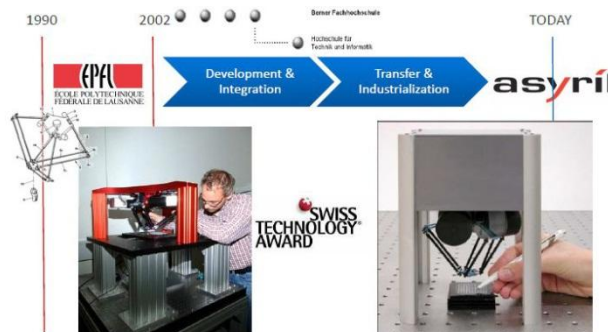 1990
2002
Berner Fachhochschule
TODAY
Hochschule für
Technik und Informatik
EPFL
ÉCOLE POLYTECHNIQUE
FÉDÉRALE DE LAUSANNE
Development &
Integration
Transfer &
Industrialization
asyril
SWISS
TECHNOLOGY
AWARD